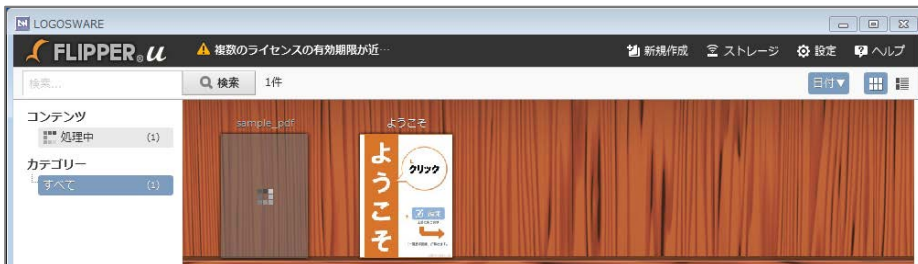 LOGOSWARE
FLIPPER® u
複数のライセンスの有効期限が近…
新規作成
ストレージ
設定
ヘルプ
検索...
検索
1件
日付▼
コンテンツ
処理中 (1)
カテゴリー
すべて (1)
sample_pdf
ようこそ
ようこそ
クリック